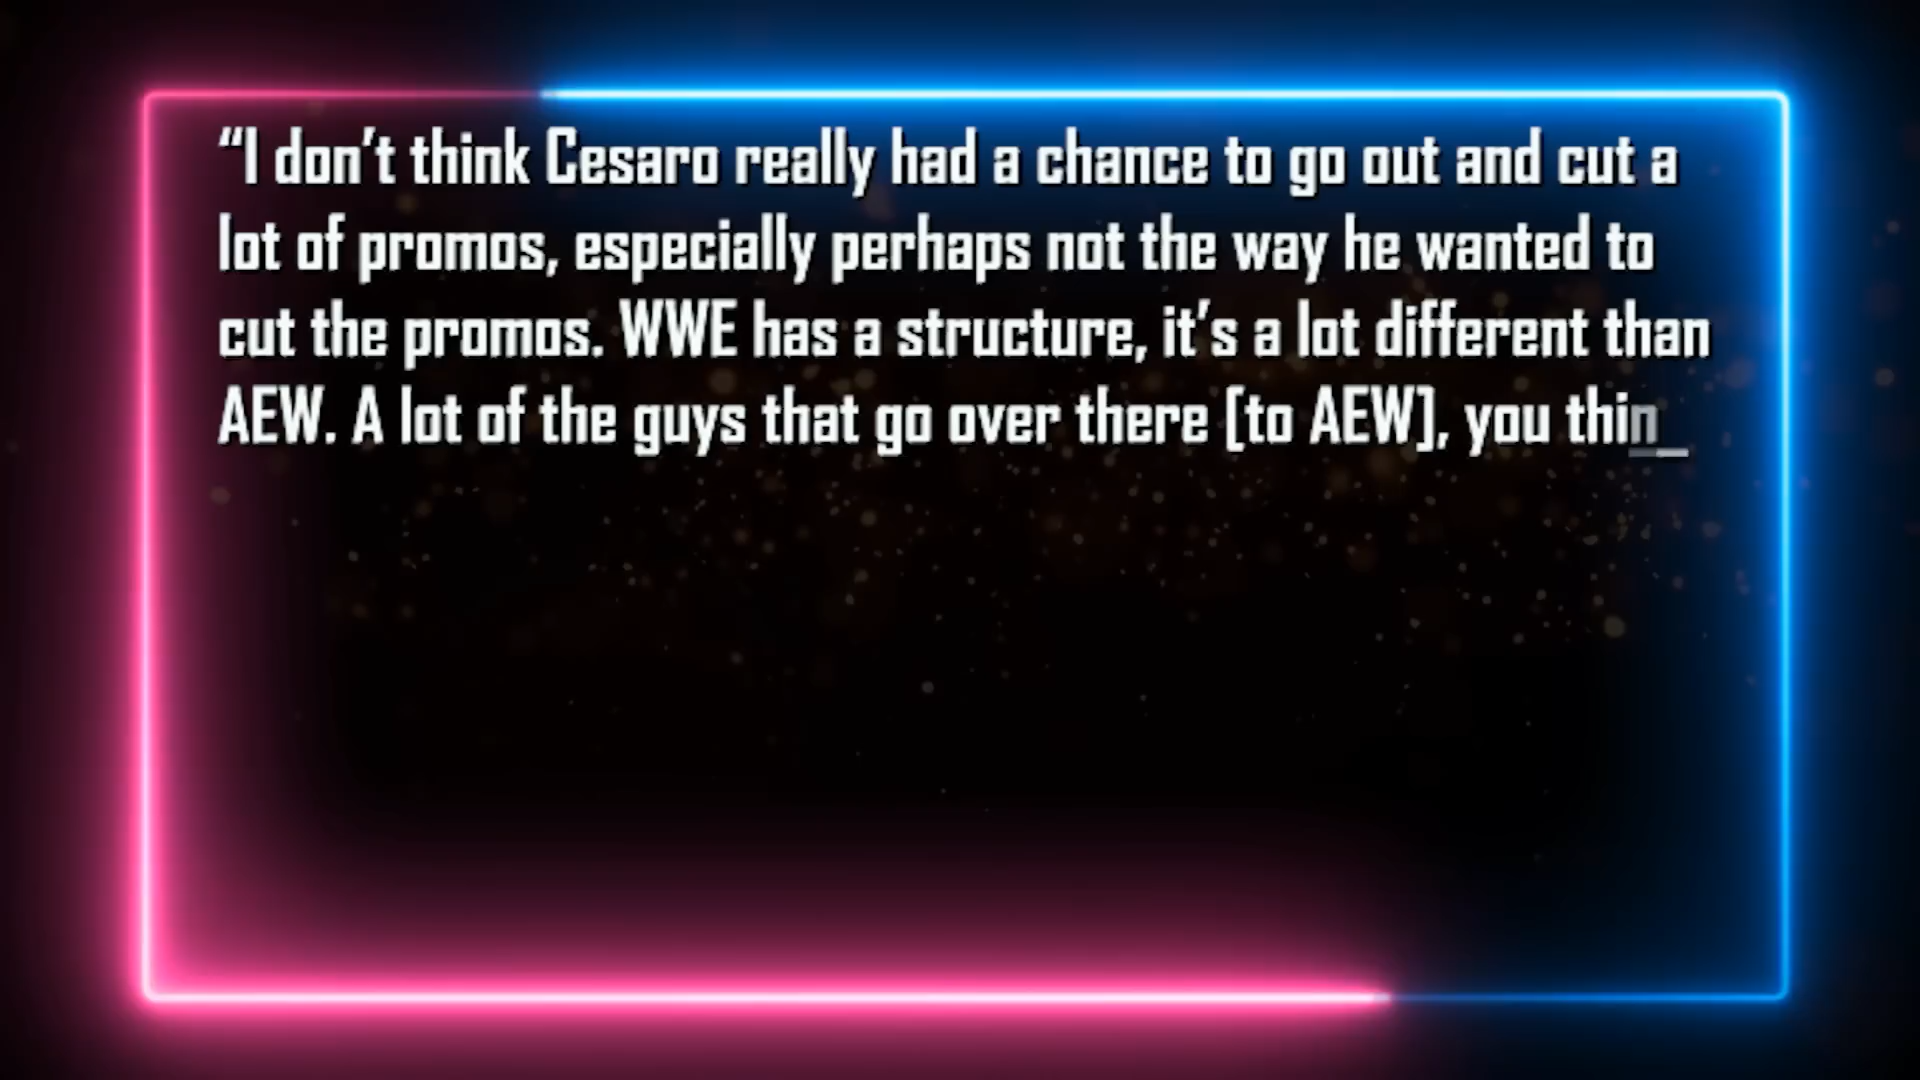 “I don’t think Cesaro really had a chance to go out and cut a
lot of promos, especially perhaps not the way he wanted to
cut the promos. WWE has a structure, it’s a lot different than
AEW. A lot of the guys that go over there [to AEW], you thin_